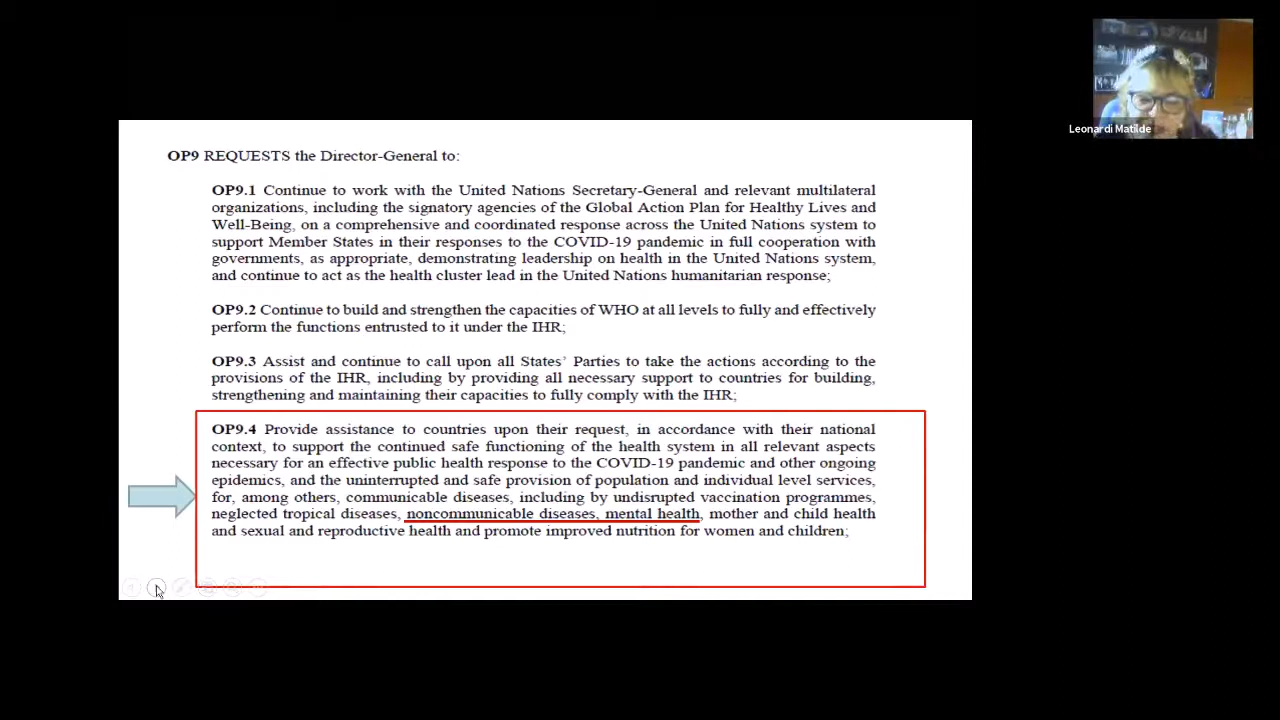 Leonardi Matilde
OP9 REQUESTS the Director-General to:
OP9.1 Continue to work with the United Nations Secretary-General and relevant multilateral
organizations, including the signatory agencies of the Global Action Plan for Healthy Lives and
Well-Being, on a comprehensive and coordinated response across the United Nations system to
support Member States in their responses to the COVID-19 pandemic in full cooperation with
governments, as appropriate, demonstrating leadership on health in the United Nations system,
and continue to act as the health cluster lead in the United Nations humanitarian response;
OP9.2 Continue to build and strengthen the capacities of WHO at all levels to fully and effectively
perform the functions entrusted to it under the IHR;
OP9.3 Assist and continue to call upon all States’ Parties to take the actions according to the
provisions of the IHR, including by providing all necessary support to countries for building,
strengthening and maintaining their capacities to fully comply with the IHR;
OP9.4 Provide assistance to countries upon their request, in accordance with their national
context, to support the continued safe functioning of the health system in all relevant aspects
necessary for an effective public health response to the COVID-19 pandemic and other ongoing
epidemics, and the uninterrupted and safe provision of population and individual level services,
for, among others, communicable diseases, including by undisrupted vaccination programmes,
neglected tropical diseases, noncommunicable diseases, mental health, mother and child health
and sexual and reproductive health and promote improved nutrition for women and children;